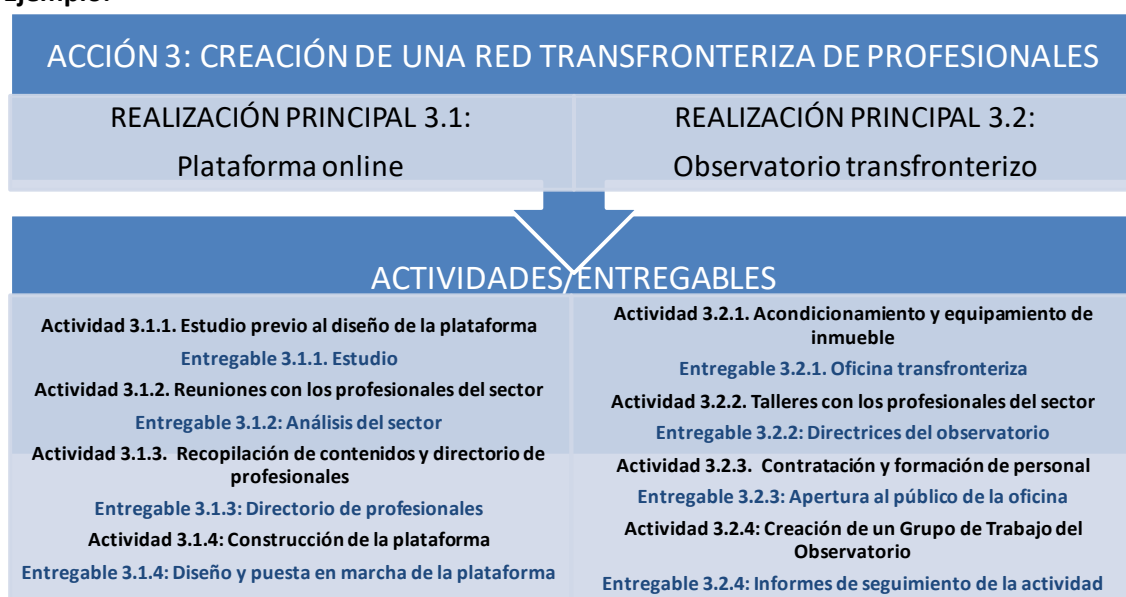 Ejemplo:
ACCIÓN 3: CREACIÓN DE UNA RED TRANSFRONTERIZA DE PROFESIONALES
REALIZACIÓN PRINCIPAL 3.1:
Plataforma online
REALIZACIÓN PRINCIPAL 3.2:
Observatorio transfronterizo
ACTIVIDADES/ENTREGABLES
Actividad 3.1.1. Estudio previo al diseño de la plataforma
Entregable 3.1.1. Estudio
Actividad 3.1.2. Reuniones con los profesionales del sector
Entregable 3.1.2: Análisis del sector
Actividad 3.1.3.  Recopilación de contenidos y directorio de
profesionales
Entregable 3.1.3: Directorio de profesionales
Actividad 3.1.4: Construcción de la plataforma
Entregable 3.1.4: Diseño y puesta en marcha de la plataforma
Actividad 3.2.1. Acondicionamiento y equipamiento de
inmueble
Entregable 3.2.1. Oficina transfronteriza
Actividad 3.2.2. Talleres con los profesionales del sector
Entregable 3.2.2: Directrices del observatorio
Actividad 3.2.3.  Contratación y formación de personal
Entregable 3.2.3: Apertura al público de la oficina
Actividad 3.2.4: Creación de un Grupo de Trabajo del
Observatorio
Entregable 3.2.4: Informes de seguimiento de la actividad